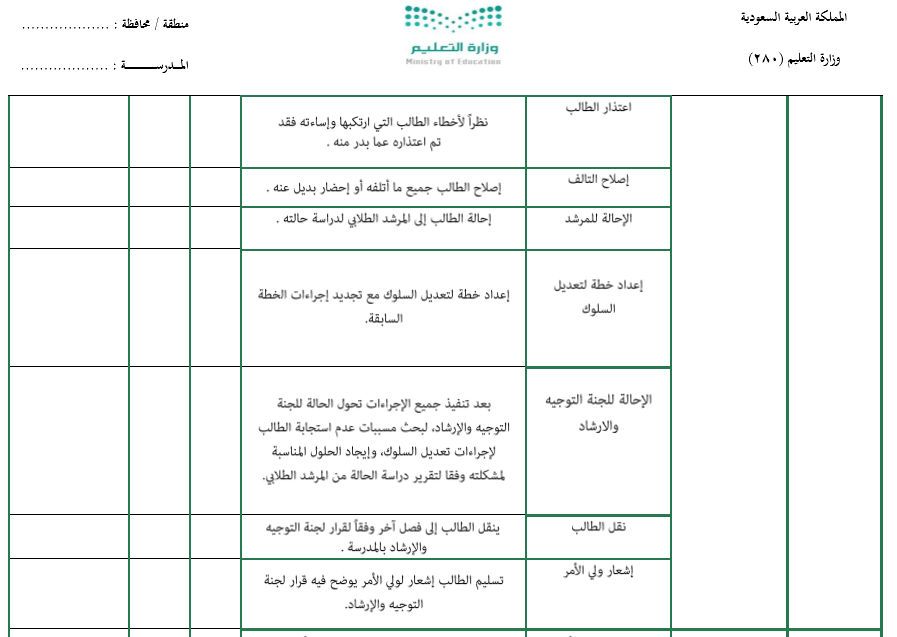 المملكة العربية السعودية
وزارة التعليم (٢٨٠)
وزارة التعليم
Ministry of Education
منطقة / محافظة : ...................
المـدرســـــــة : ...................
اعتذار الطالب
نظراً لأخطاء الطالب التي ارتكبها وإساءته فقد
تم اعتذاره عما بدر منه .
إصلاح التالف
إصلاح الطالب جميع ما أتلفه أو إحضار بديل عنه .
الإحالة للمرشد
إحالة الطالب إلى المرشد الطلابي لدراسة حالته .
إعداد خطة لتعديل
السلوك
إعداد خطة لتعديل السلوك مع تجديد إجراءات الخطة
السابقة.
الإحالة للجنة التوجيه
والارشاد
بعد تنفيذ جميع الإجراءات تحول الحالة للجنة
التوجيه والإرشاد، لبحث مسببات عدم استجابة الطالب
لإجراءات تعديل السلوك، وإيجاد الحلول المناسبة
لمشكلته وفقا لتقرير دراسة الحالة من المرشد الطلابي.
نقل الطالب
ينقل الطالب إلى فصل آخر وفقاً لقرار لجنة التوجيه
والإرشاد بالمدرسة .
إشعار ولي الأمر
تسليم الطالب إشعار لولي الأمر يوضح فيه قرار لجنة
التوجيه والإرشاد.